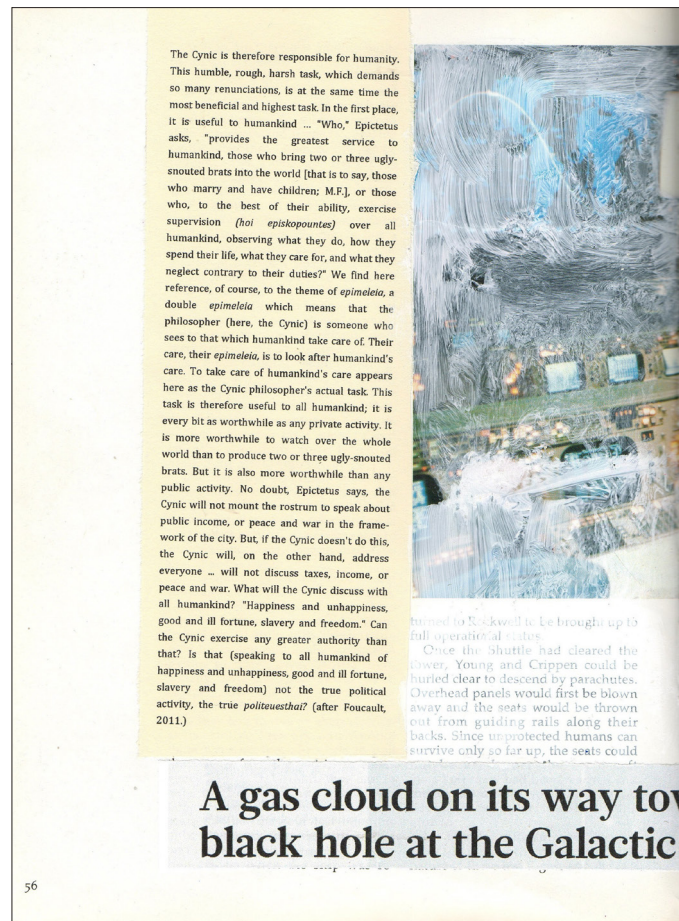 The Cynic is therefore responsible for humanity.
This humble, rough, harsh task, which demands
so many renunciations, is at the same time the
most beneficial and highest task. In the first place,
it is useful to humankind ... "Who," Epictetus
asks, "provides the greatest service to
humankind, those who bring two or three ugly-
snouted brats into the world [that is to say, those
who marry and have children; M.F.], or those
who, to the best of their ability, exercise
supervision (hoi episkopountes) over all
humankind, observing what they do, how they
spend their life, what they care for, and what they
neglect contrary to their duties?" We find here
reference, of course, to the theme of epimeleia, a
double epimeleia which means that the
philosopher (here, the Cynic) is someone who
sees to that which humankind take care of. Their
care, their epimeleia, is to look after humankind's
care. To take care of humankind's care appears
here as the Cynic philosopher's actual task. This
task is therefore useful to all humankind; it is
every bit as worthwhile as any private activity. It
is more worthwhile to watch over the whole
world than to produce two or three ugly-snouted
brats. But it is also more worthwhile than any
public activity. No doubt, Epictetus says, the
Cynic will not mount the rostrum to speak about
public income, or peace and war in the frame-
work of the city. But, if the Cynic doesn't do this,
the Cynic will, on the other hand, address
everyone ... will not discuss taxes, income, or
peace and war. What will the Cynic discuss with
all humankind? "Happiness and unhappiness,
good and ill fortune, slavery and freedom." Can
the Cynic exercise any greater authority than
that? Is that (speaking to all humankind of
happiness and unhappiness, good and ill fortune,
slavery and freedom) not the true political
activity, the true politeuesthai? (after Foucault,
2011.)
turned to Rockwell to be brought up to
full operational status.
Once the Shuttle had cleared the
tower, Young and Crippen could be
hurled clear to descend by parachutes.
Overhead panels would first be blown
away and the seats would be thrown
out from guiding rails along their
backs. Since unprotected humans can
survive only so far up, the seats could
A gas cloud on its way
black hole at the Galactic
56